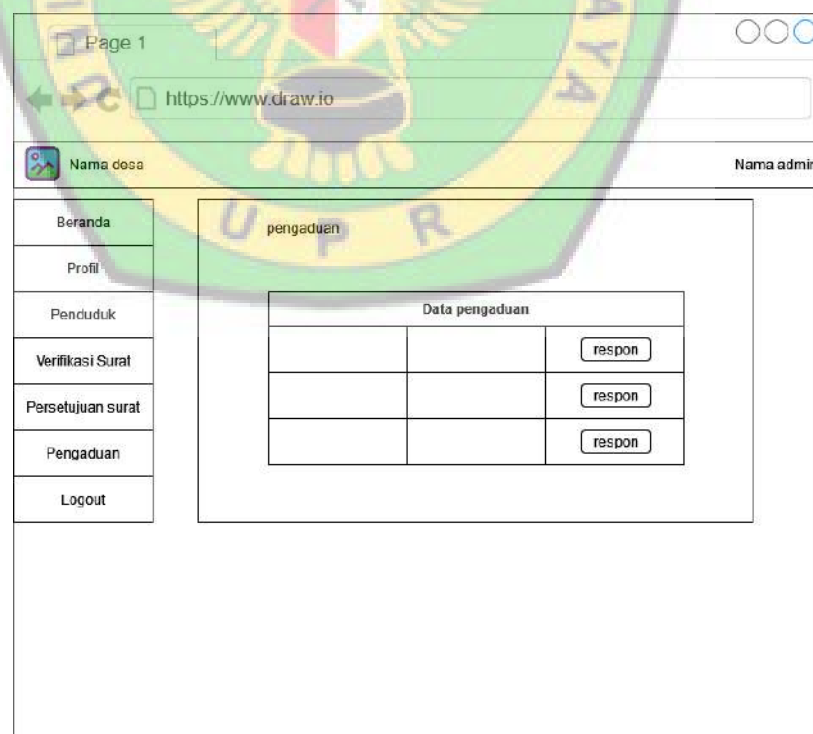 Page 1
https://www.draw.io
Nama desa
Nama admin
Beranda
Profil
Penduduk
Verifikasi Surat
Persetujuan surat
Pengaduan
Logout
pengaduan
Data pengaduan
respon
respon
respon
U P R